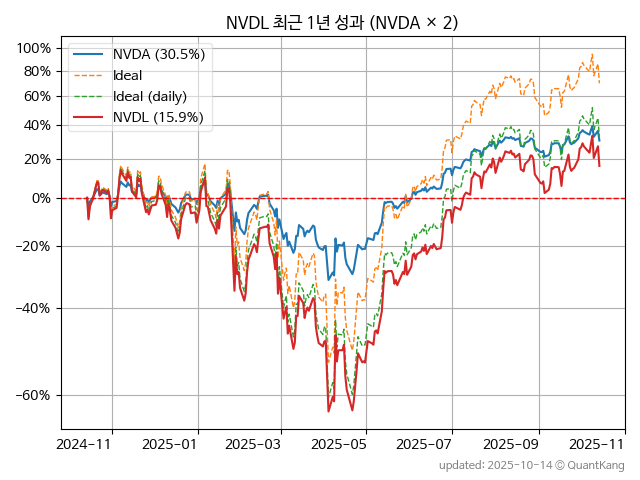 NVDL 최근 1년 성과 (NVDA × 2)
100%
80%
60%
40%
20%
0%
−20%
−40%
−60%
NVDA (30.5%)
Ideal
Ideal (daily)
NVDL (15.9%)
2024−11
2025−01
2025−03
2025−05
2025−07
2025−09
2025−11
updated: 2025-10-14 © QuantKang